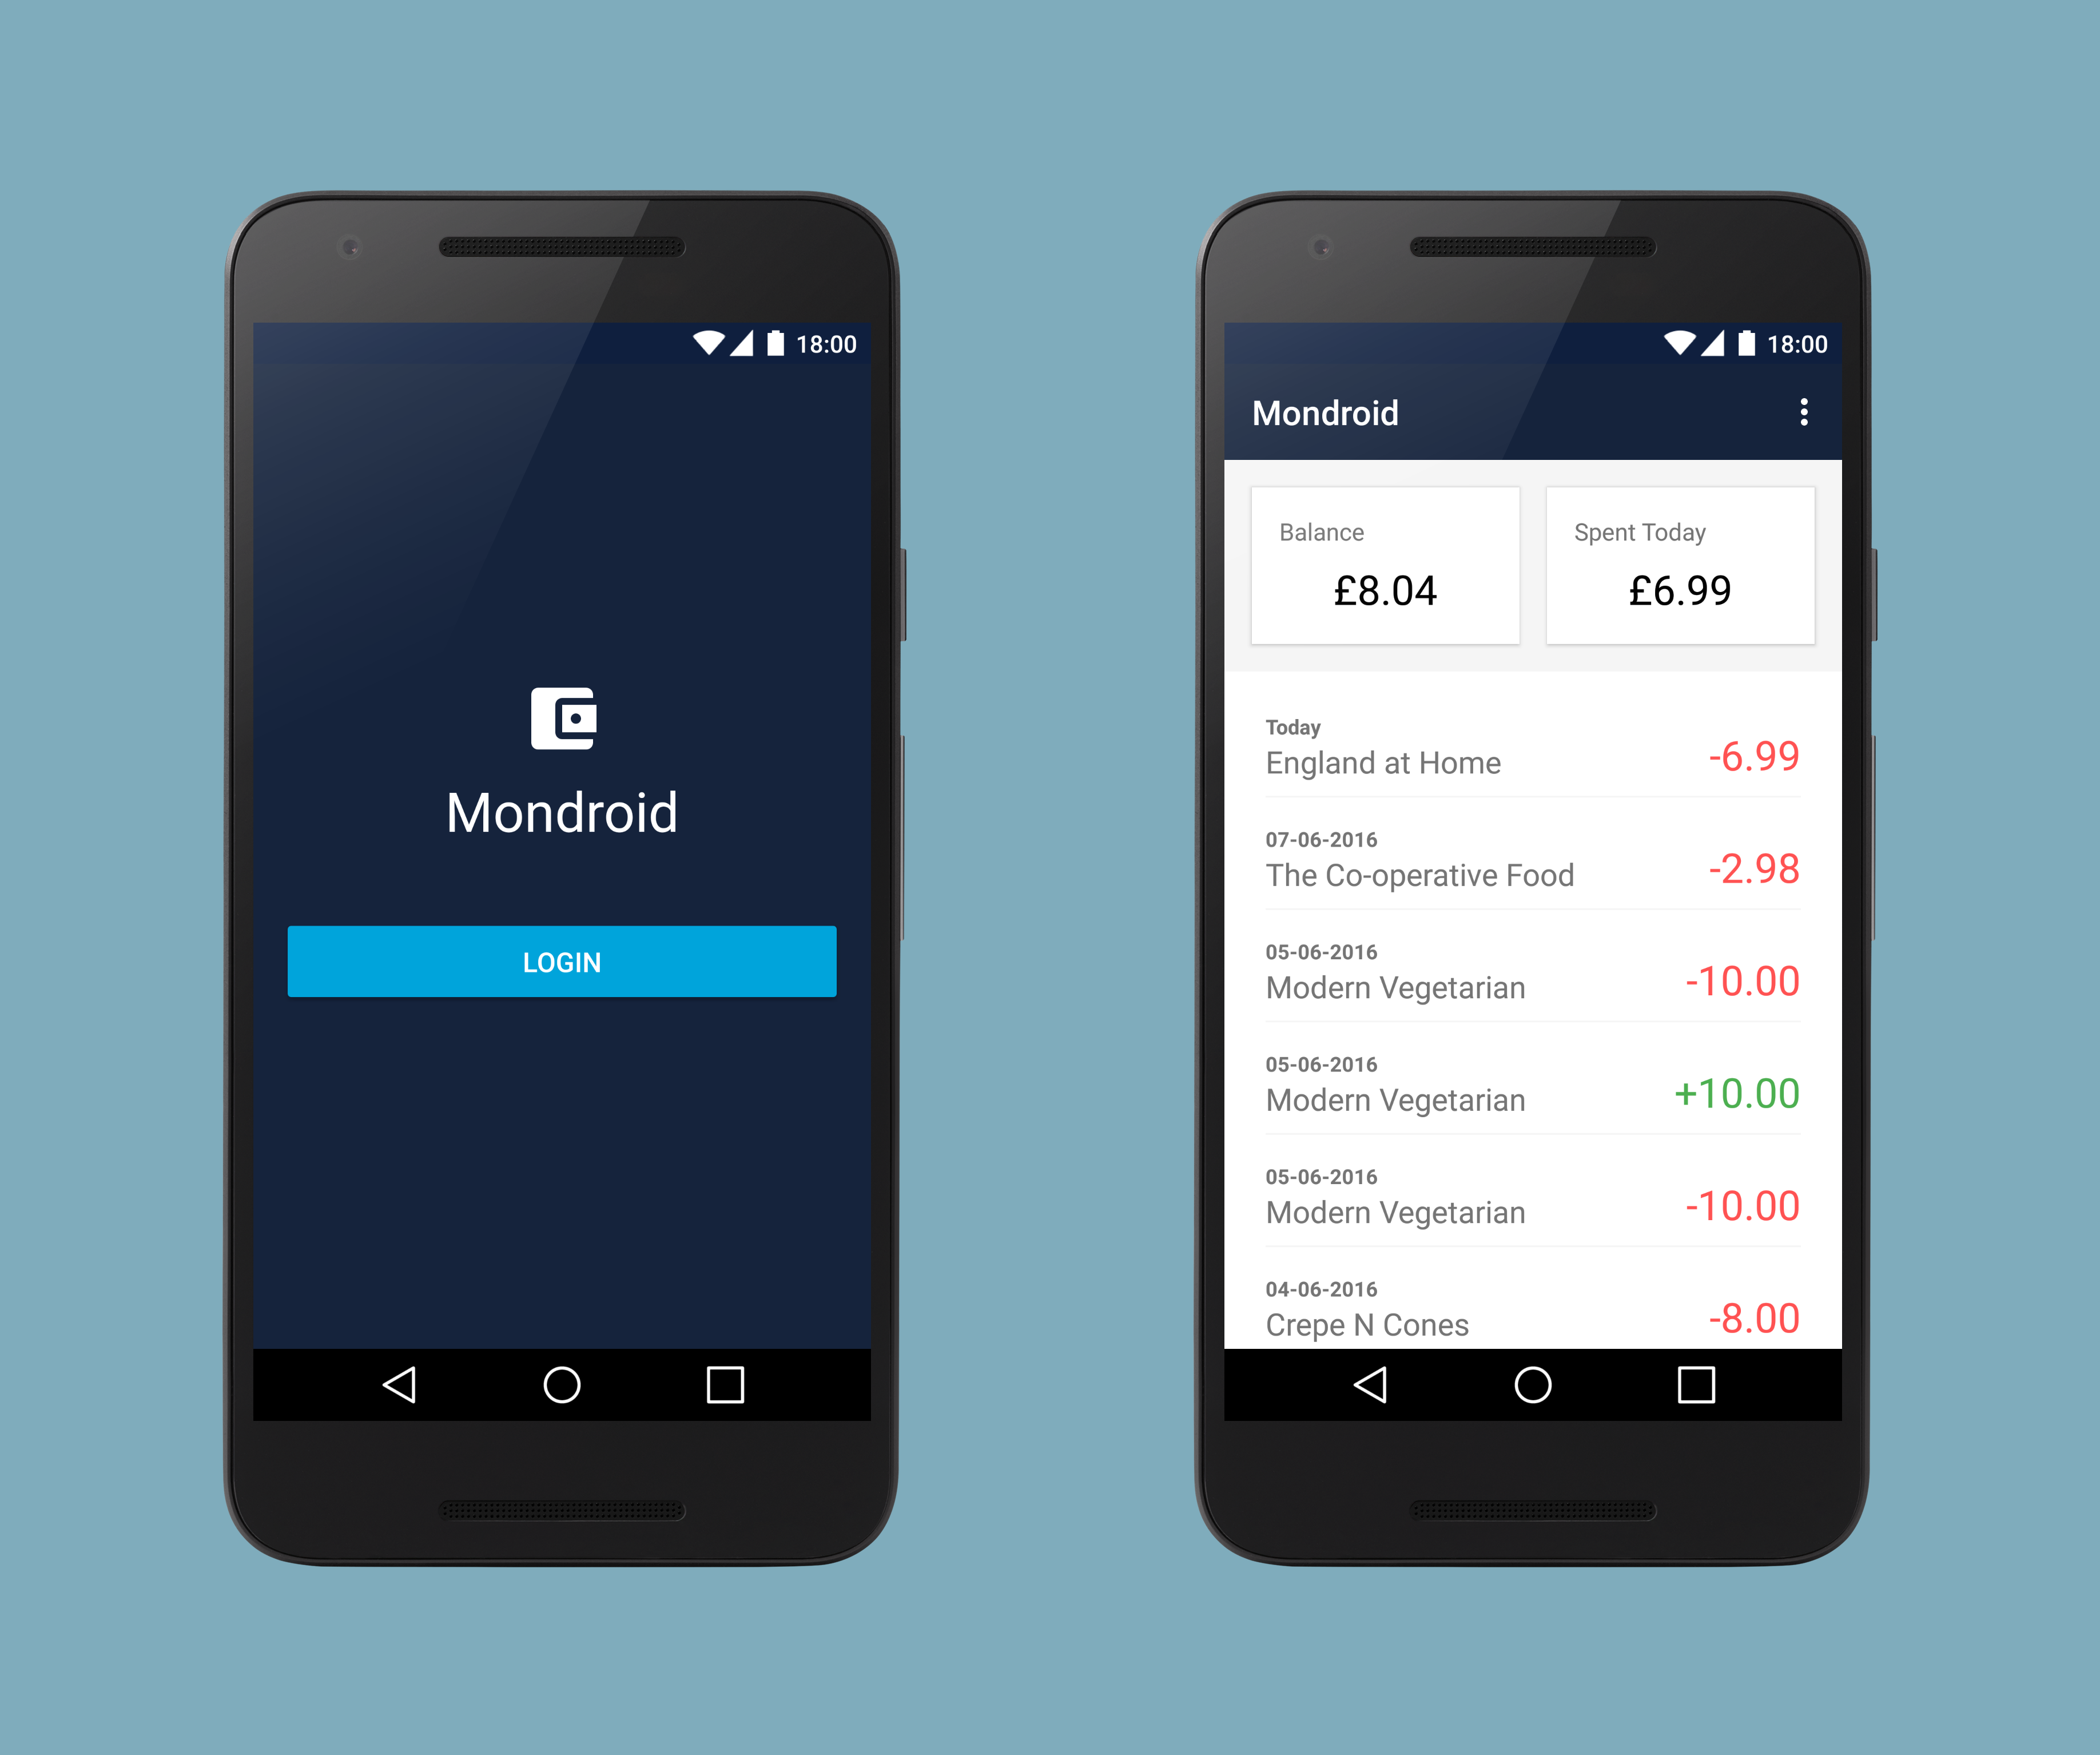 18:00
Mondroid
LOGIN
18:00
Mondroid
Balance
£8.04
Spent Today
£6.99
Today
England at Home
-6.99
07-06-2016
The Co-operative Food
-2.98
05-06-2016
Modern Vegetarian
-10.00
05-06-2016
Modern Vegetarian
+10.00
05-06-2016
Modern Vegetarian
-10.00
04-06-2016
Crepe N Cones
-8.00